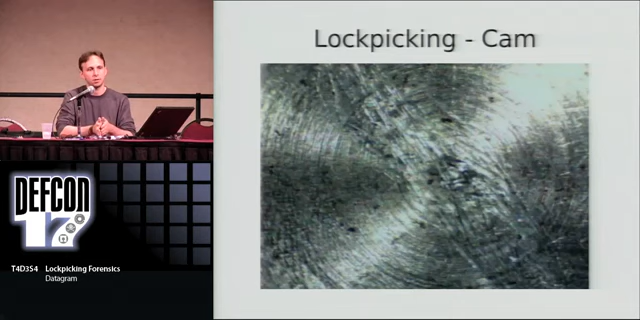 Lockpicking - Cam
DEFCON
17
T4D3S4 Lockpicking Forensics
Datagram